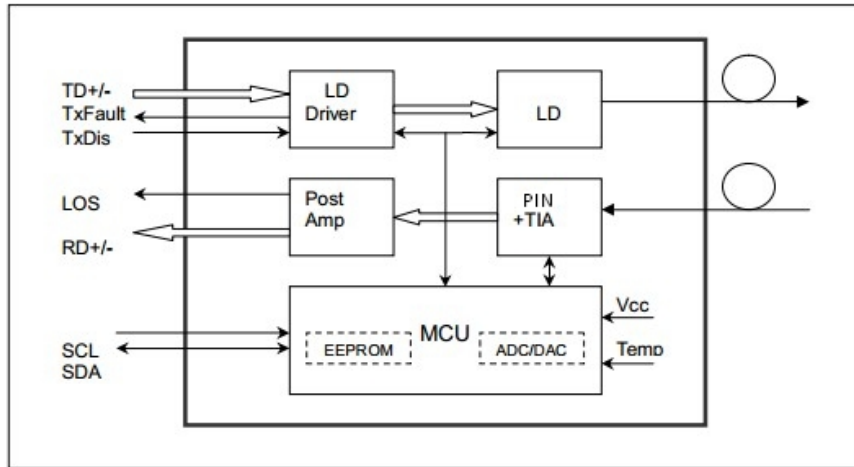 TD+/-
TxFault
TxDis
LD
Driver
LD
LOS
RD+/-
Post
Amp
PIN
+TIA
SCL
SDA
MCU
EEPROM
ADC/DAC
Vcc
Temp